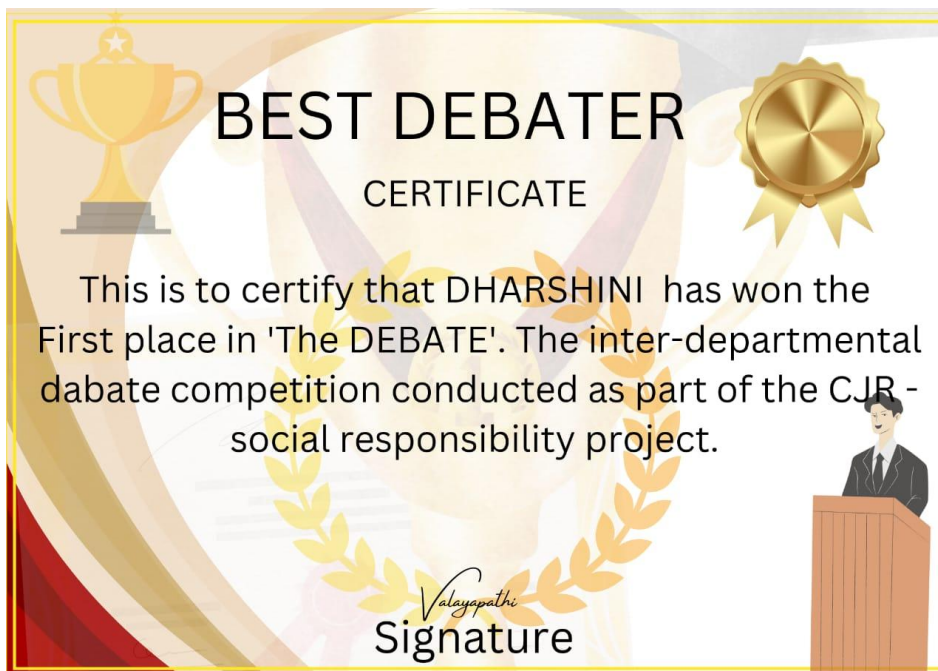 BEST DEBATER
CERTIFICATE
This is to certify that DHARSHINI has won the
First place in 'The DEBATE'. The inter-departmental
dabate competition conducted as part of the CJR -
social responsibility project.
Valayapathi
Signature